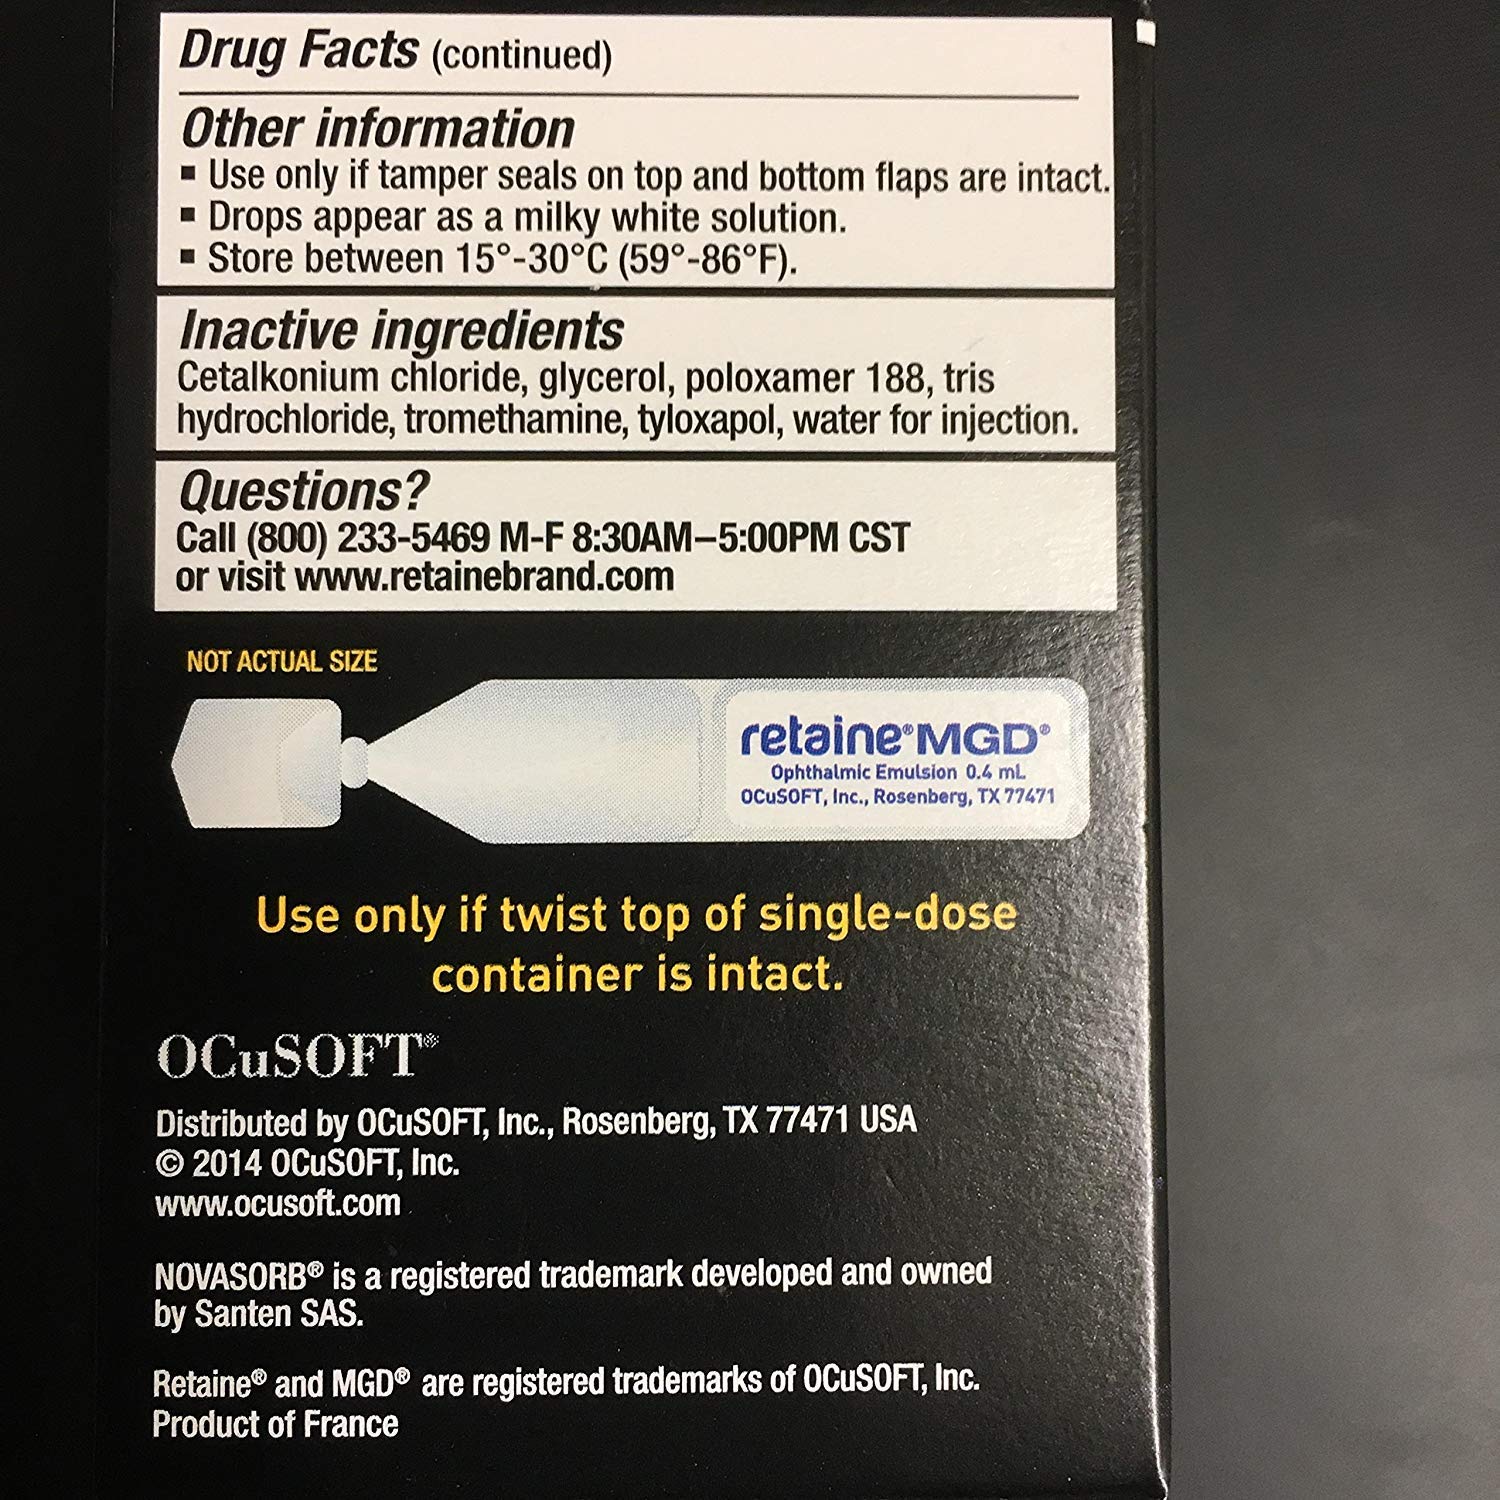 Drug Facts (continued)
Other information
▪ Use only if tamper seals on top and bottom flaps are intact.
▪ Drops appear as a milky white solution.
▪ Store between 15°-30°C (59°-86°F).
Inactive ingredients
Cetalkonium chloride, glycerol, poloxamer 188, tris
hydrochloride, tromethamine, tyloxapol, water for injection.
Questions?
Call (800) 233-5469 M-F 8:30AM–5:00PM CST
or visit www.retainebrand.com
NOT ACTUAL SIZE
retaine® MGD®
Ophthalmic Emulsion 0.4 mL
OCuSOFT, Inc., Rosenberg, TX 77471
Use only if twist top of single-dose
container is intact.
OCuSOFT®
Distributed by OCuSOFT, Inc., Rosenberg, TX 77471 USA
© 2014 OCuSOFT, Inc.
www.ocusoft.com
NOVASORB® is a registered trademark developed and owned
by Santen SAS.
Retaine® and MGD® are registered trademarks of OCuSOFT, Inc.
Product of France